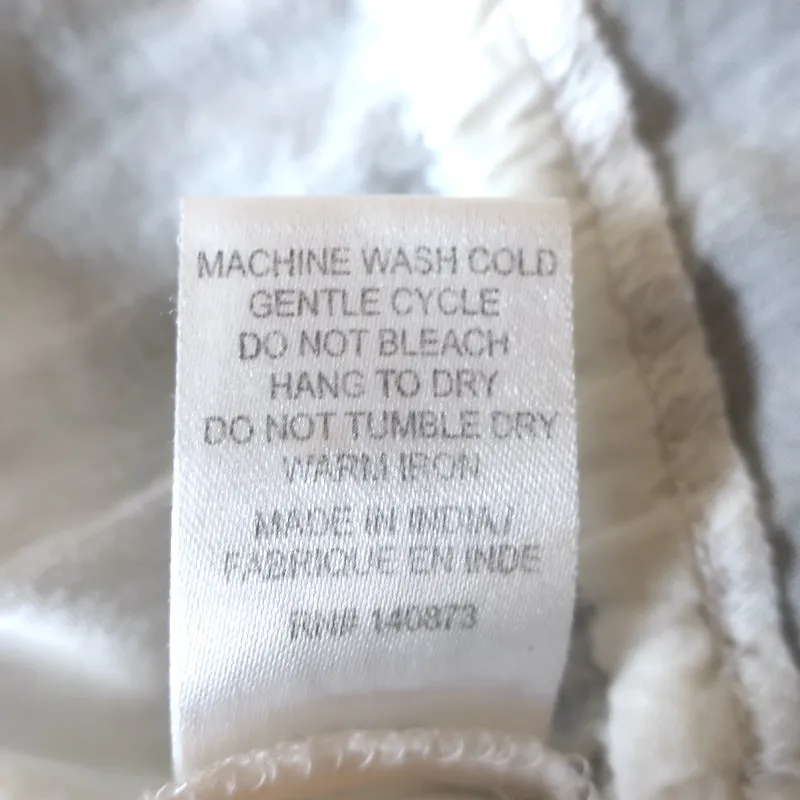 MACHINE WASH COLD
GENTLE CYCLE
DO NOT BLEACH
HANG TO DRY
DO NOT TUMBLE DRY
WARM IRON
MADE IN INDIA/
FABRIQUE EN INDE
RN# 140873